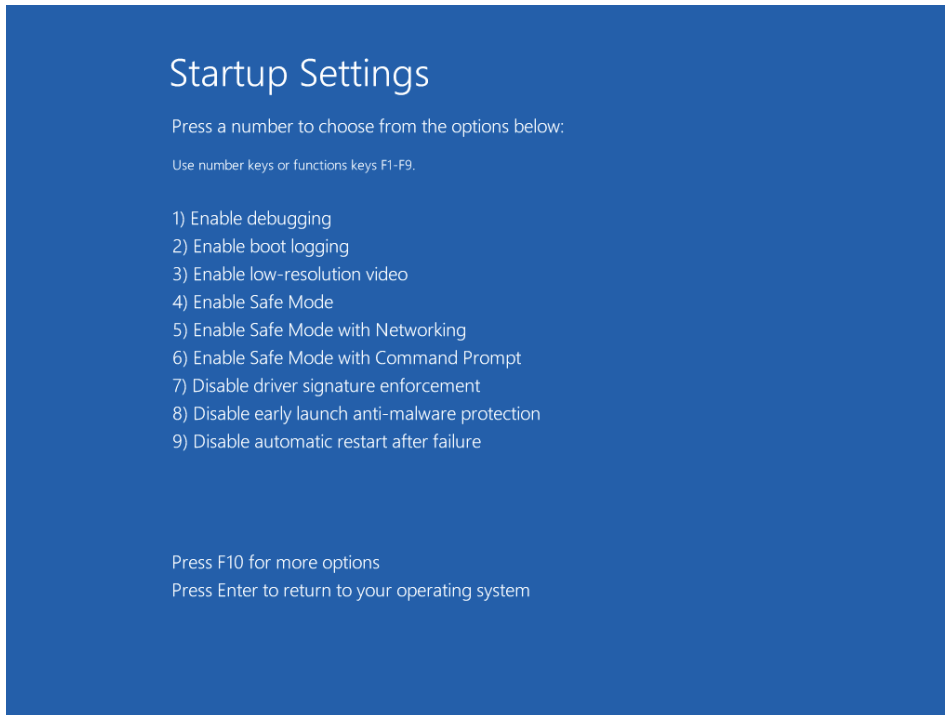 Startup Settings
Press a number to choose from the options below:
Use number keys or functions keys F1-F9.
1) Enable debugging
2) Enable boot logging
3) Enable low-resolution video
4) Enable Safe Mode
5) Enable Safe Mode with Networking
6) Enable Safe Mode with Command Prompt
7) Disable driver signature enforcement
8) Disable early launch anti-malware protection
9) Disable automatic restart after failure
Press F10 for more options
Press Enter to return to your operating system